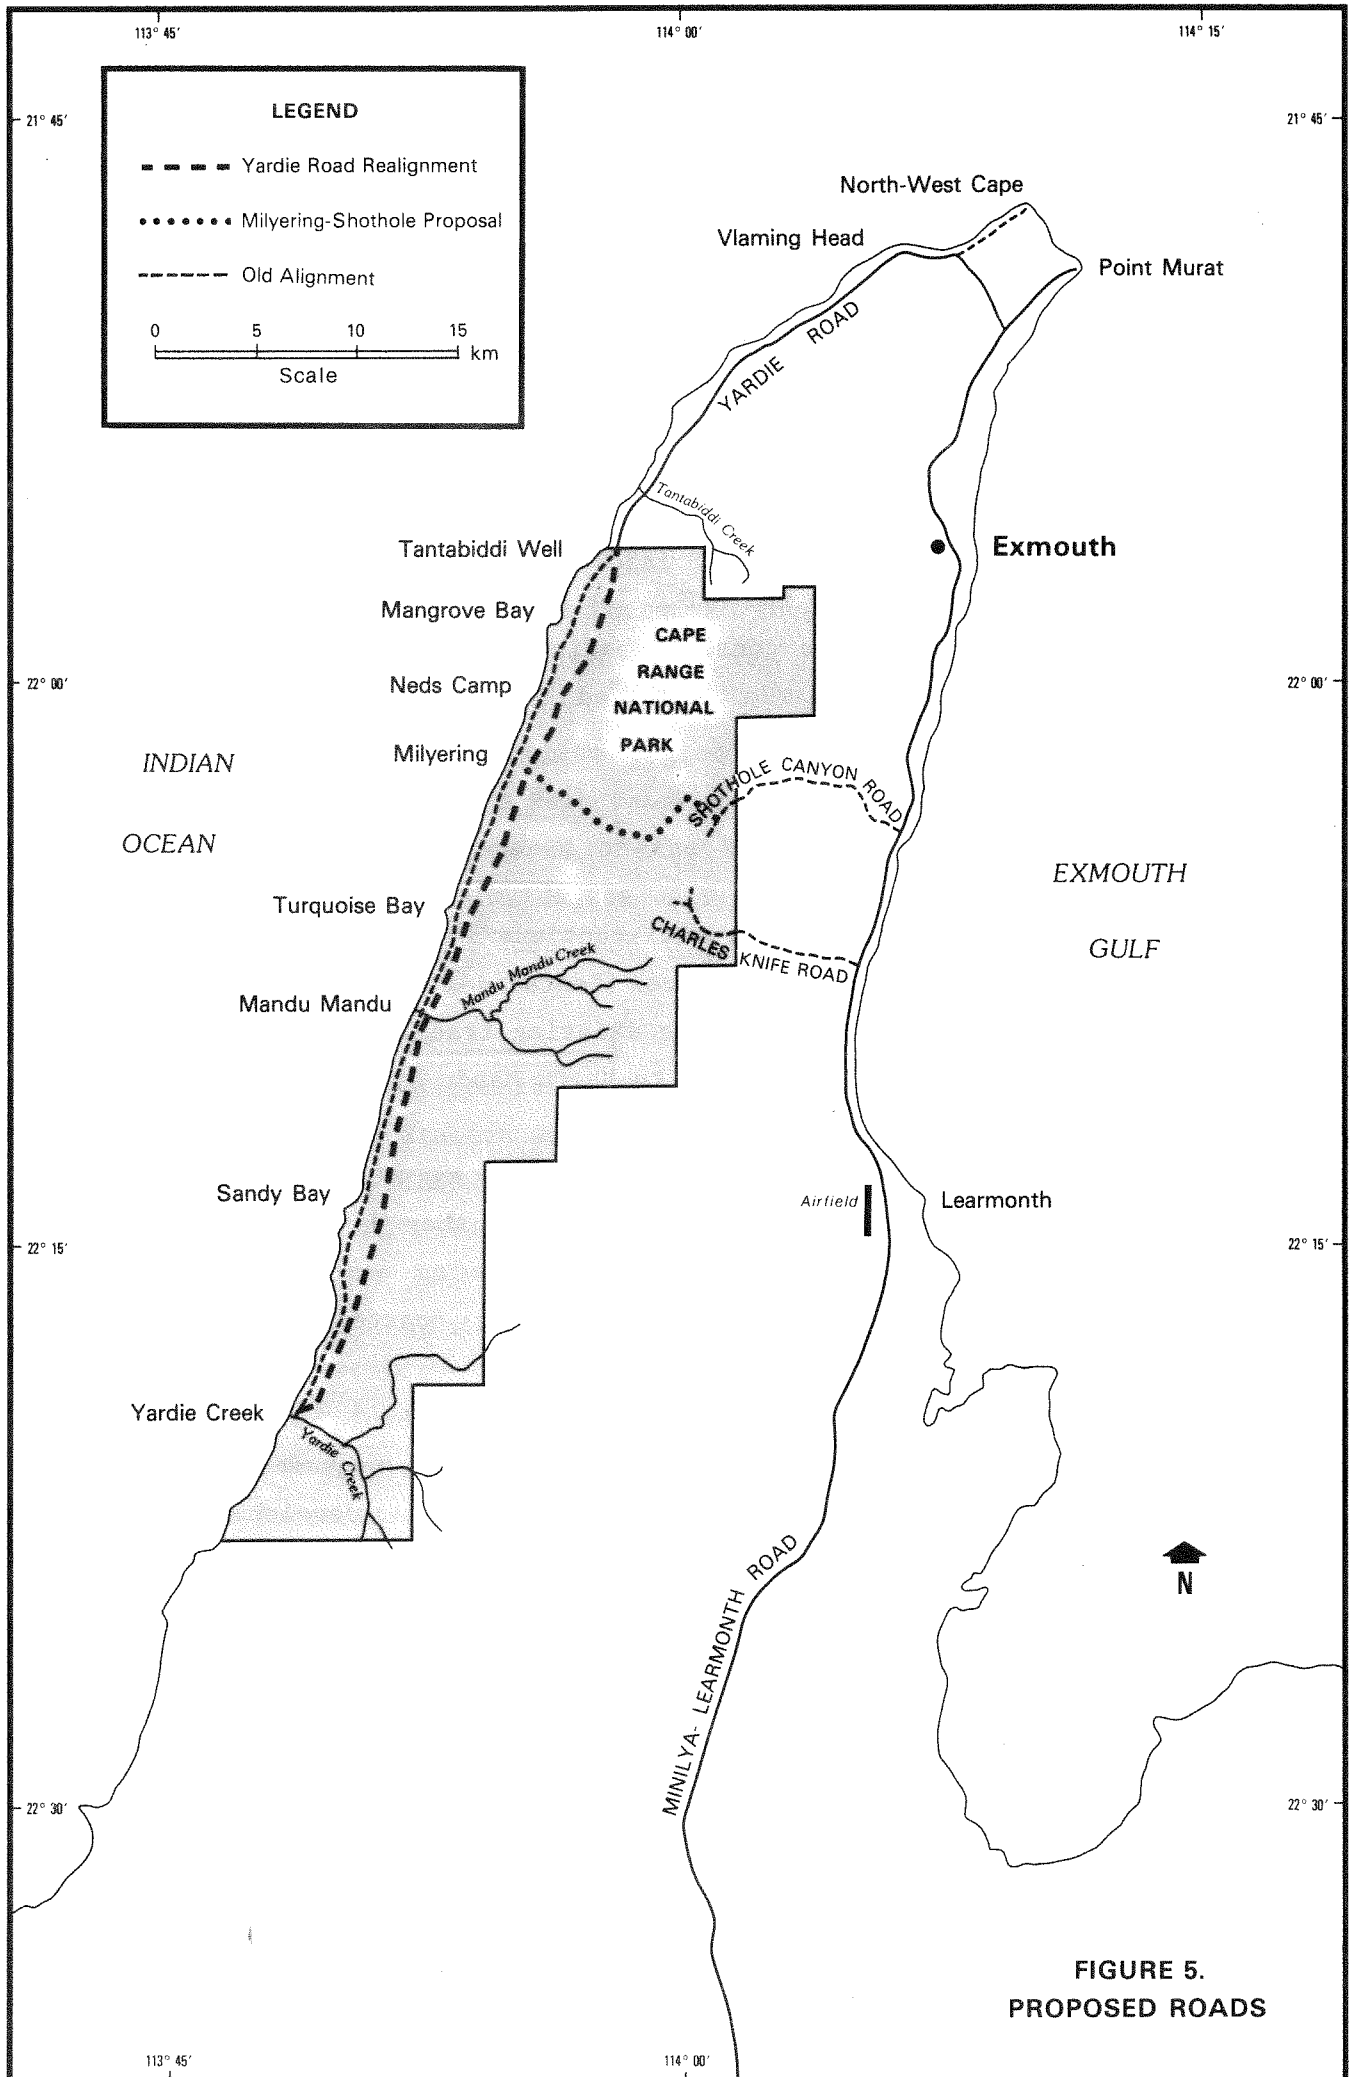 113° 45′
114° 00′
114° 15′
21° 45′
21° 45′
LEGEND
Yardie Road Realignment
Milyering-Shothole Proposal
Old Alignment
0 5 10 15
km
Scale
North-West Cape
Vlaming Head
Point Murat
YARDIE ROAD
Tantabiddi Creek
Tantabiddi Well
Exmouth
Mangrove Bay
CAPE
RANGE
NATIONAL
PARK
Neds Camp
22° 00′
22° 00′
Milyering
INDIAN
OCEAN
SHOTHOLE CANYON ROAD
EXMOUTH
GULF
Turquoise Bay
CHARLES KNIFE ROAD
Mandu Mandu Creek
Mandu Mandu
Sandy Bay
Airfield
Learmonth
22° 15′
22° 15′
Yardie Creek
Yardie Creek
N
MINILYA- LEARMONTH ROAD
22° 30′
22° 30′
FIGURE 5.
PROPOSED ROADS
113° 45′
114° 00′